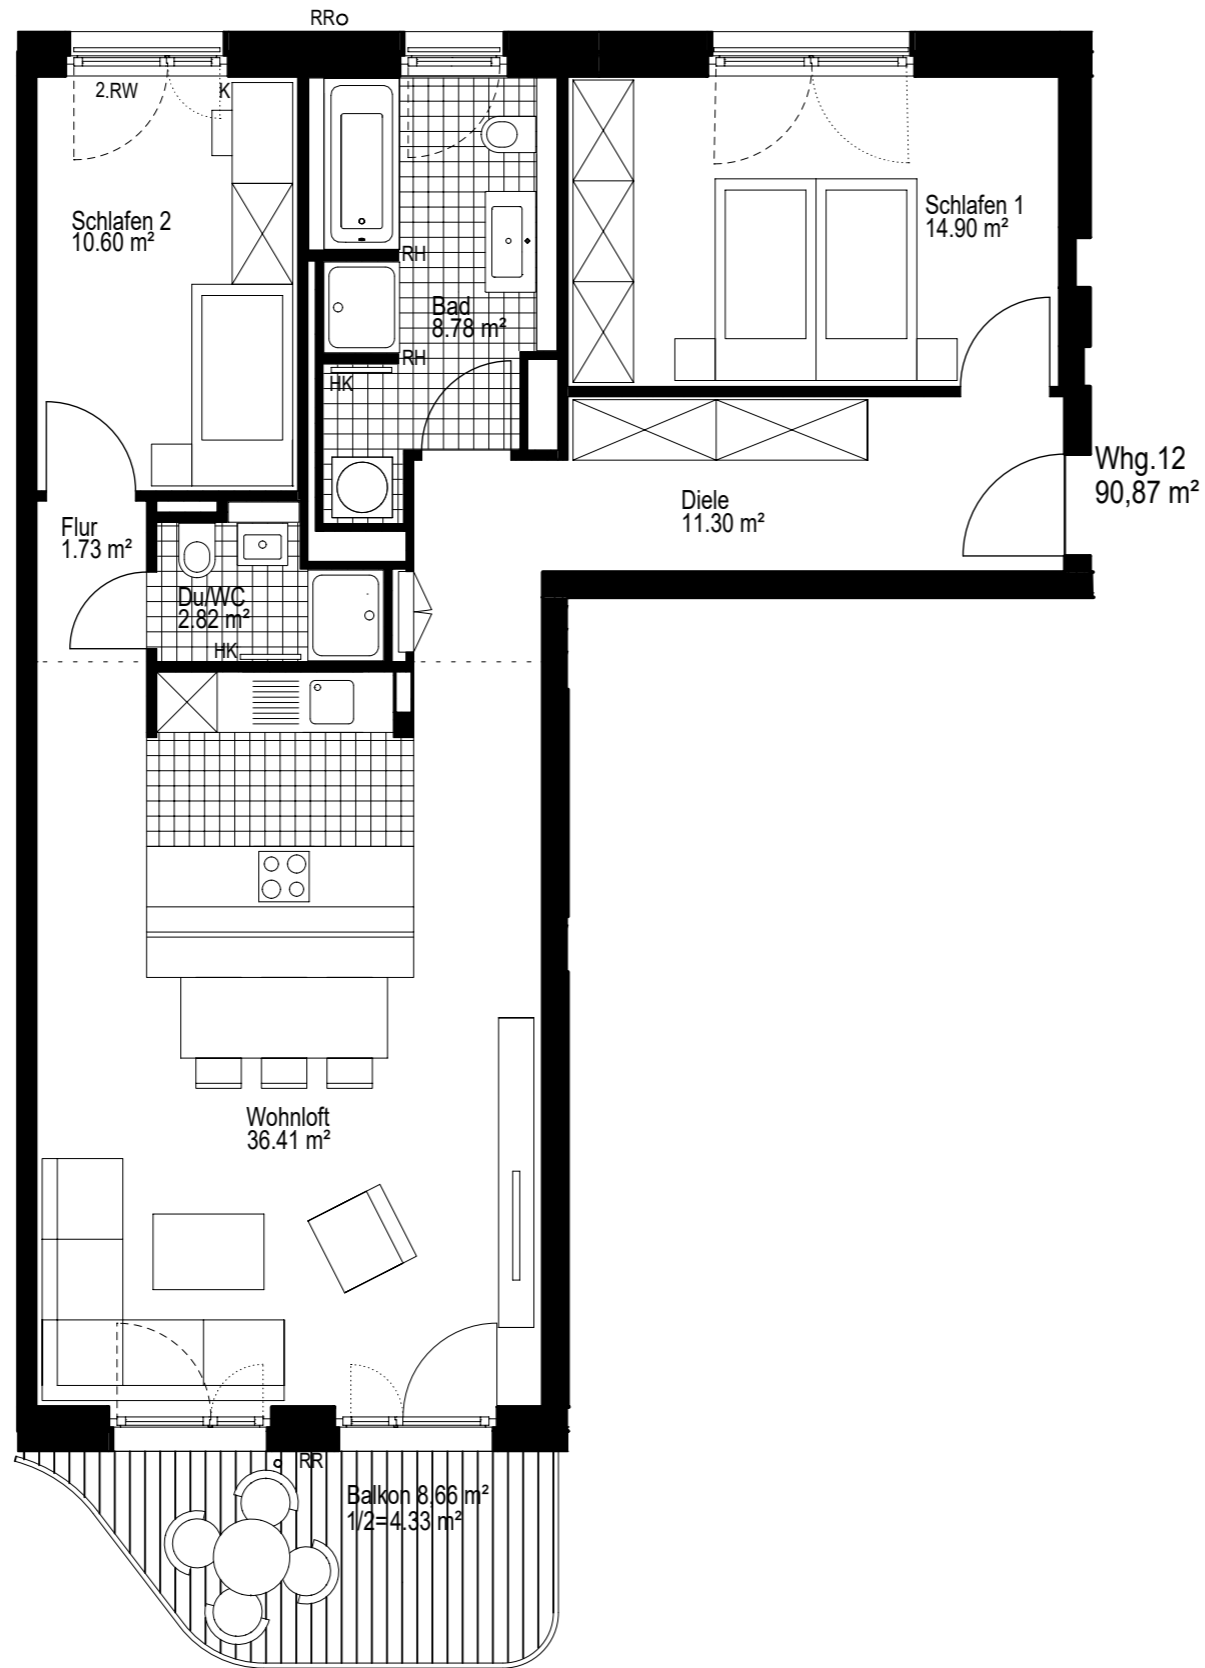 RR
2.RW
K
Schlafen 2
10.60 m²
RH
Bad
8.78 m²
RH
HK
Schlafen 1
14.90 m²
Whg.12
90,87 m²
Diele
11.30 m²
Flur
1.73 m²
Du/WC
2.82 m²
HK
Wohnloft
36.41 m²
RR
Balkon 8,66 m²
1/2=4.33 m²